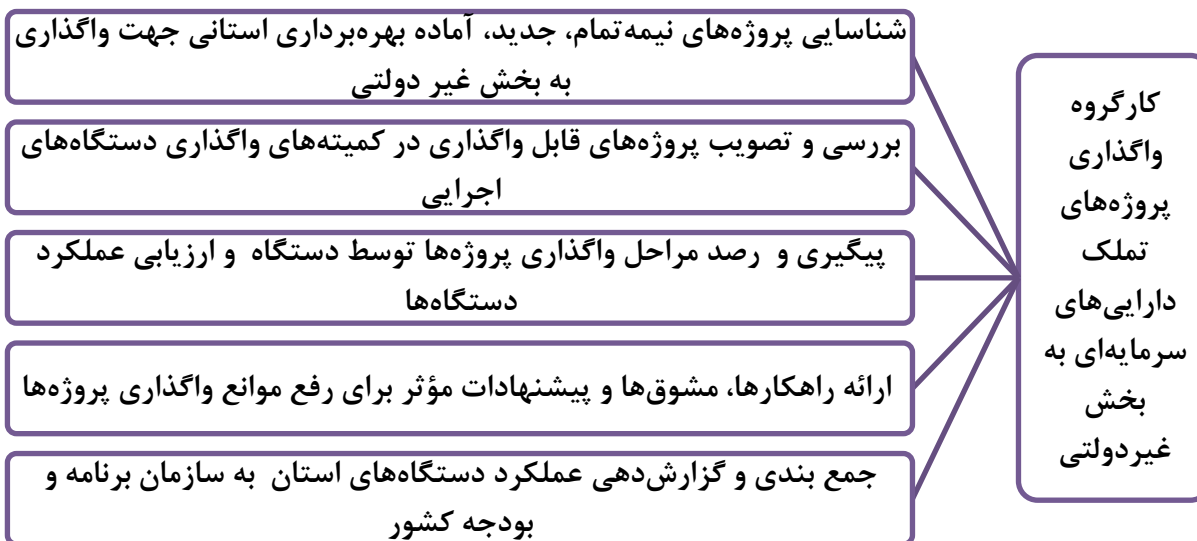 کارگروه
واگذاری
پروژه‌های
تملک
دارایی‌های
سرمایه‌ای به
بخش
غیردولتی
شناسایی پروژه‌های نیمه‌تمام، جدید، آماده بهره‌برداری استانی جهت واگذاری
به بخش غیر دولتی
بررسی و تصویب پروژه‌های قابل واگذاری در کمیته‌های واگذاری دستگاه‌های
اجرایی
پیگیری و رصد مراحل واگذاری پروژه‌ها توسط دستگاه و ارزیابی عملکرد
دستگاه‌ها
ارائه راهکارها، مشوق‌ها و پیشنهادات مؤثر برای رفع موانع واگذاری پروژه‌ها
جمع بندی و گزارش‌دهی عملکرد دستگاه‌های استان به سازمان برنامه و
بودجه کشور